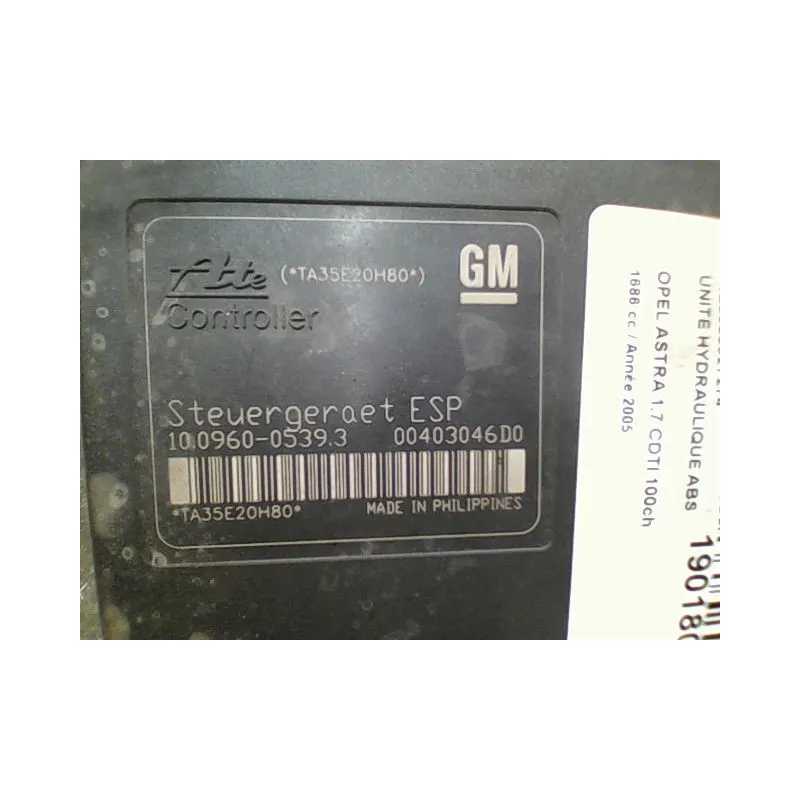 Ate (*TA35E20H80*) GM
Controller
Steuergeraet ESP
10.0960-0539.3 00403046D0
*TA35E20H80* MADE IN PHILIPPINES
UNITE HYDRAULIQUE ABS
OPEL ASTRA 1.7 CDTI 100ch
1686 cc / Année 2005